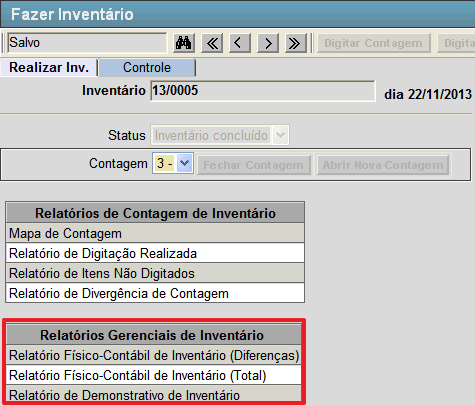 Fazer Inventário
Salvo
Digitar Contagem
Digita
Realizar Inv.
Controle
Inventário 13/0005 dia 22/11/2013
Status Inventário concluído
Contagem 3 - Fechar Contagem Abrir Nova Contagem
Relatórios de Contagem de Inventário
Mapa de Contagem
Relatório de Digitação Realizada
Relatório de Itens Não Digitados
Relatório de Divergência de Contagem
Relatórios Gerenciais de Inventário
Relatório Físico-Contábil de Inventário (Diferenças)
Relatório Físico-Contábil de Inventário (Total)
Relatório de Demonstrativo de Inventário